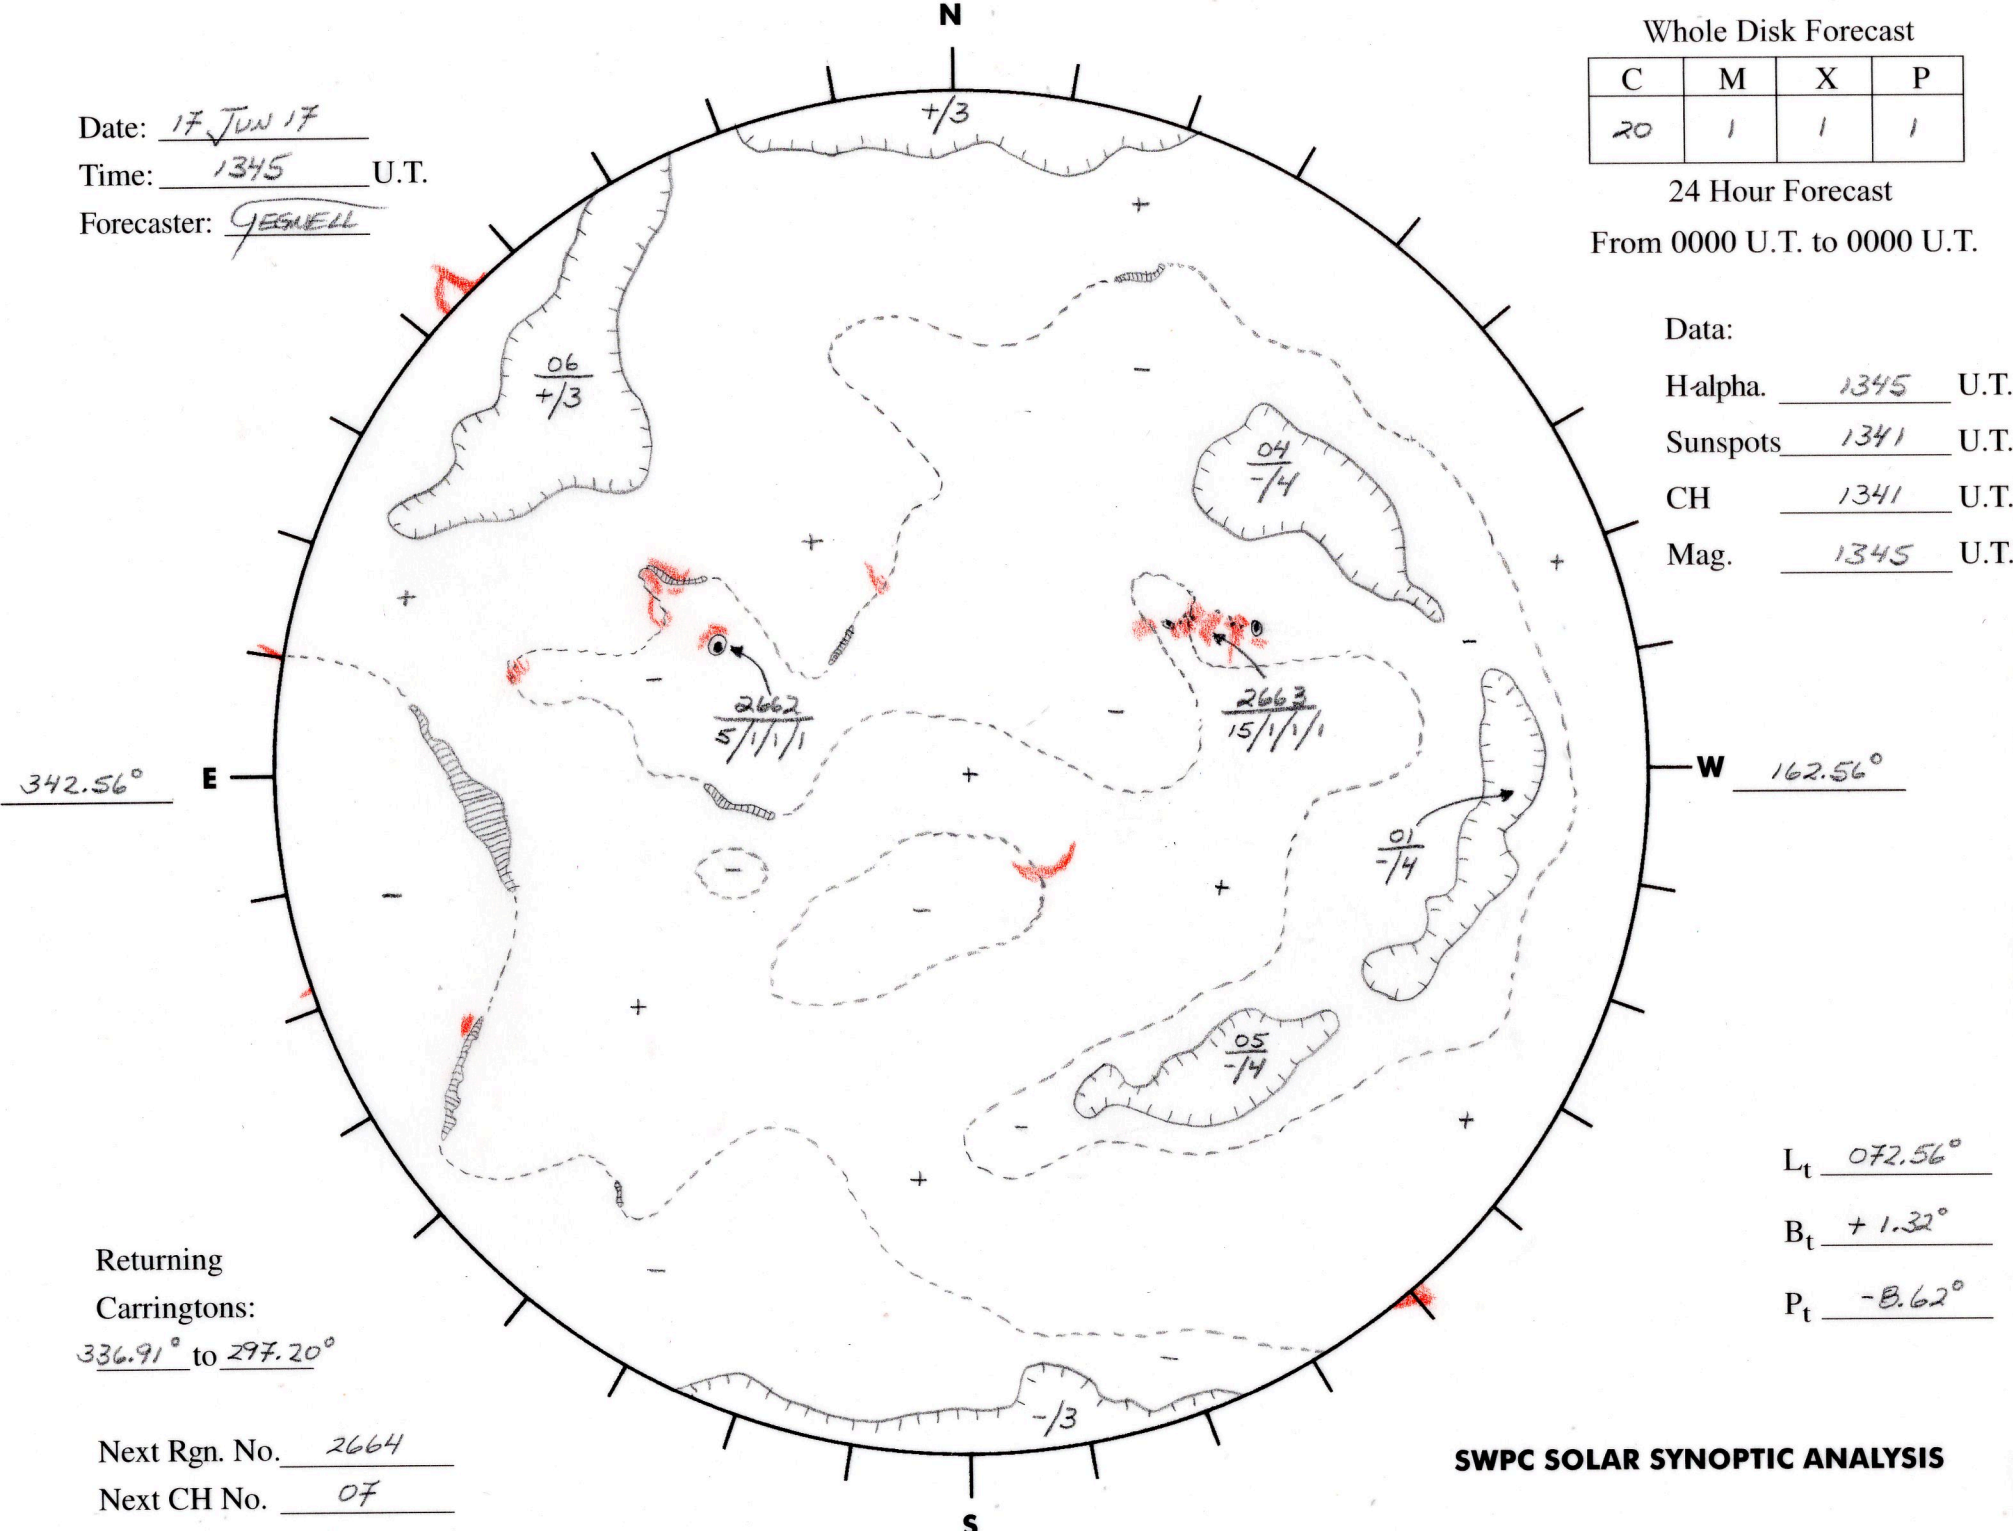 N
Whole Disk Forecast
C M X P
20 1 1 1
24 Hour Forecast
From 0000 U.T. to 0000 U.T.
Date: 17 JUN 17
Time: 1345 U.T.
Forecaster: GEGNELL
Data:
H-alpha. 1345 U.T.
Sunspots 1341 U.T.
CH 1341 U.T.
Mag. 1345 U.T.
+/3
+
06
+/3
-
04
-/4
+
+
+
-
-
2662
5/1/1/1
-
2663
15/1/1/1
342.56° E
+
W 162.56°
01
-/4
-
-
-
+
+
05
-/4
-
+
+
-
-
-/3
Lt 072.56°
Bt +1.32°
Pt -8.62°
Returning
Carringtons:
336.91° to 297.20°
Next Rgn. No. 2664
Next CH No. 07
SWPC SOLAR SYNOPTIC ANALYSIS
S